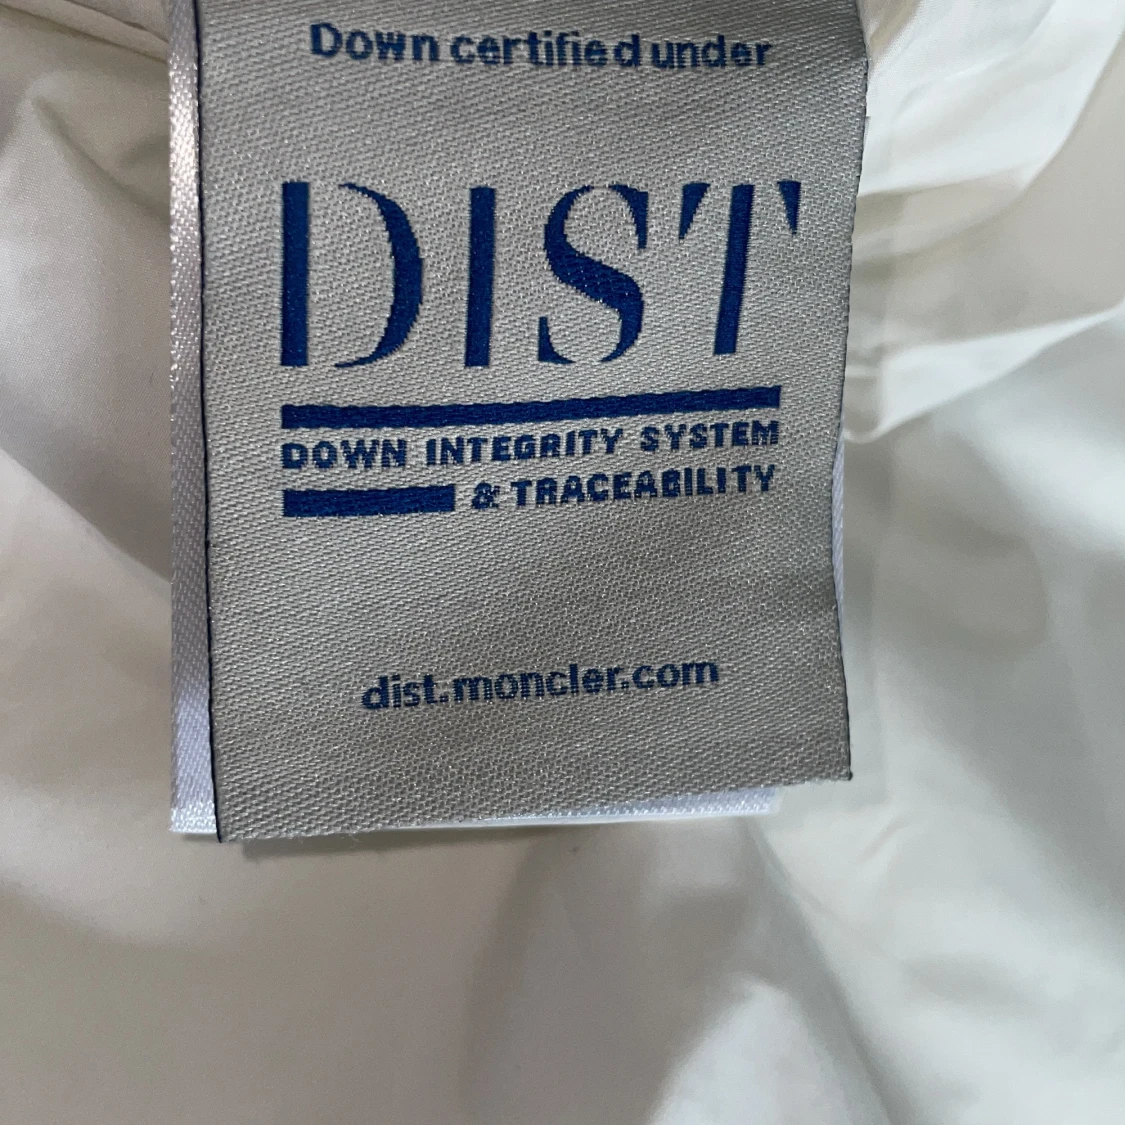 Down certified under
DIST
DOWN INTEGRITY SYSTEM
& TRACEABILITY
dist.moncler.com